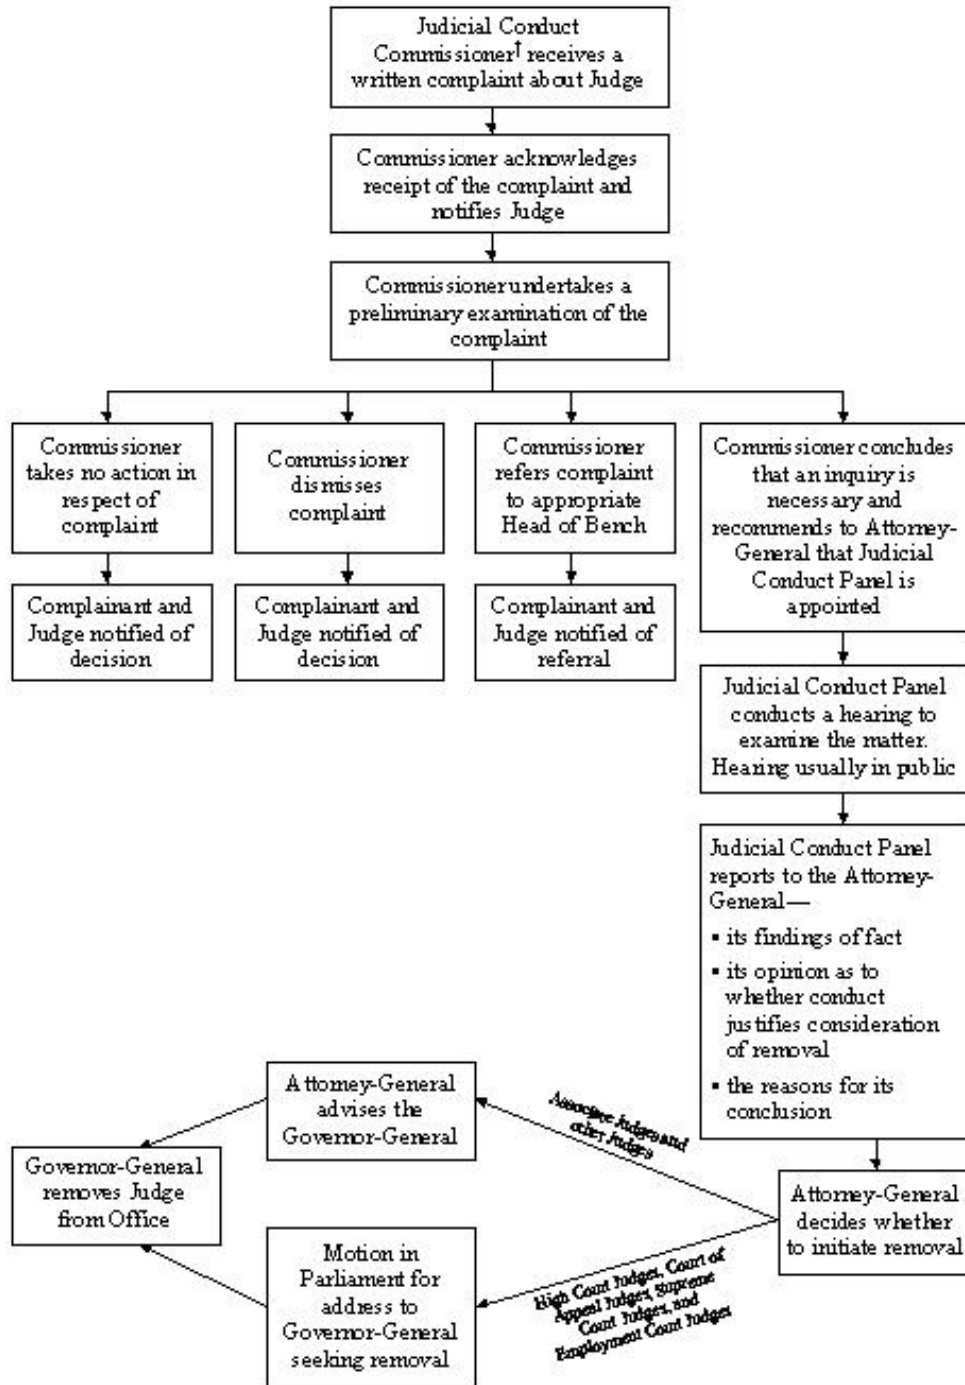 Judicial Conduct
Commissioner† receives a
written complaint about Judge
Commissioner acknowledges
receipt of the complaint and
notifies Judge
Commissioner undertakes a
preliminary examination of the
complaint
Commissioner
takes no action in
respect of
complaint
Commissioner
dismisses
complaint
Commissioner
refers complaint
to appropriate
Head of Bench
Commissioner concludes
that an inquiry is
necessary and
recommends to Attorney-
General that Judicial
Conduct Panel is
appointed
Complainant and
Judge notified of
decision
Complainant
and Judge notified of
decision
Complainant
and Judge notified of
referral
Judicial Conduct Panel
conducts a hearing to
examine the matter.
Hearing usually in public
Judicial Conduct Panel
reports to the Attorney-
General—
▪ its findings of fact
▪ its opinion as to
whether conduct
justifies consideration
of removal
▪ the reasons for its
conclusion
Attorney-General
decides whether
to initiate removal
Associate Judges and
other Judges
Attorney-General
advises the
Governor-General
High Court Judges, Court of
Appeal Judges, Supreme
Court Judges, and
Employment Court Judges
Motion in
Parliament for
address to
Governor-General
seeking removal
Governor-General
removes Judge
from Office